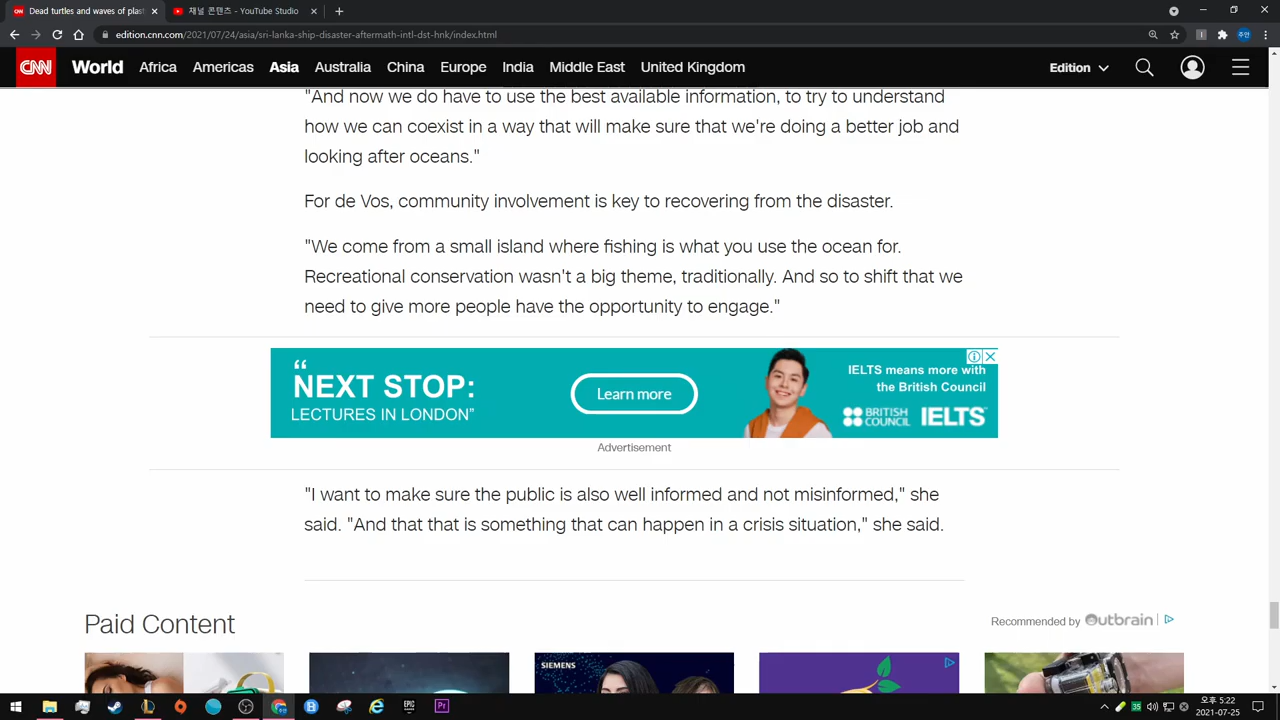 Dead turtles and waves of plast
채널 콘텐츠 - YouTube Studio
edition.cnn.com/2021/07/24/asia/sri-lanka-ship-disaster-aftermath-intl-dst-hnk/index.html
주안
CNN World Africa Americas Asia Australia China Europe India Middle East United Kingdom Edition
"And now we do have to use the best available information, to try to understand
how we can coexist in a way that will make sure that we're doing a better job and
looking after oceans."
For de Vos, community involvement is key to recovering from the disaster.
"We come from a small island where fishing is what you use the ocean for.
Recreational conservation wasn't a big theme, traditionally. And so to shift that we
need to give more people have the opportunity to engage."
"NEXT STOP:
LECTURES IN LONDON"
Learn more
IELTS means more with
the British Council
BRITISH COUNCIL IELTS
Advertisement
"I want to make sure the public is also well informed and not misinformed," she
said. "And that that is something that can happen in a crisis situation," she said.
Paid Content
Recommended by Outbrain
SIEMENS
EPIC GAMES
Pr
35
오후 5:22
2021-07-25